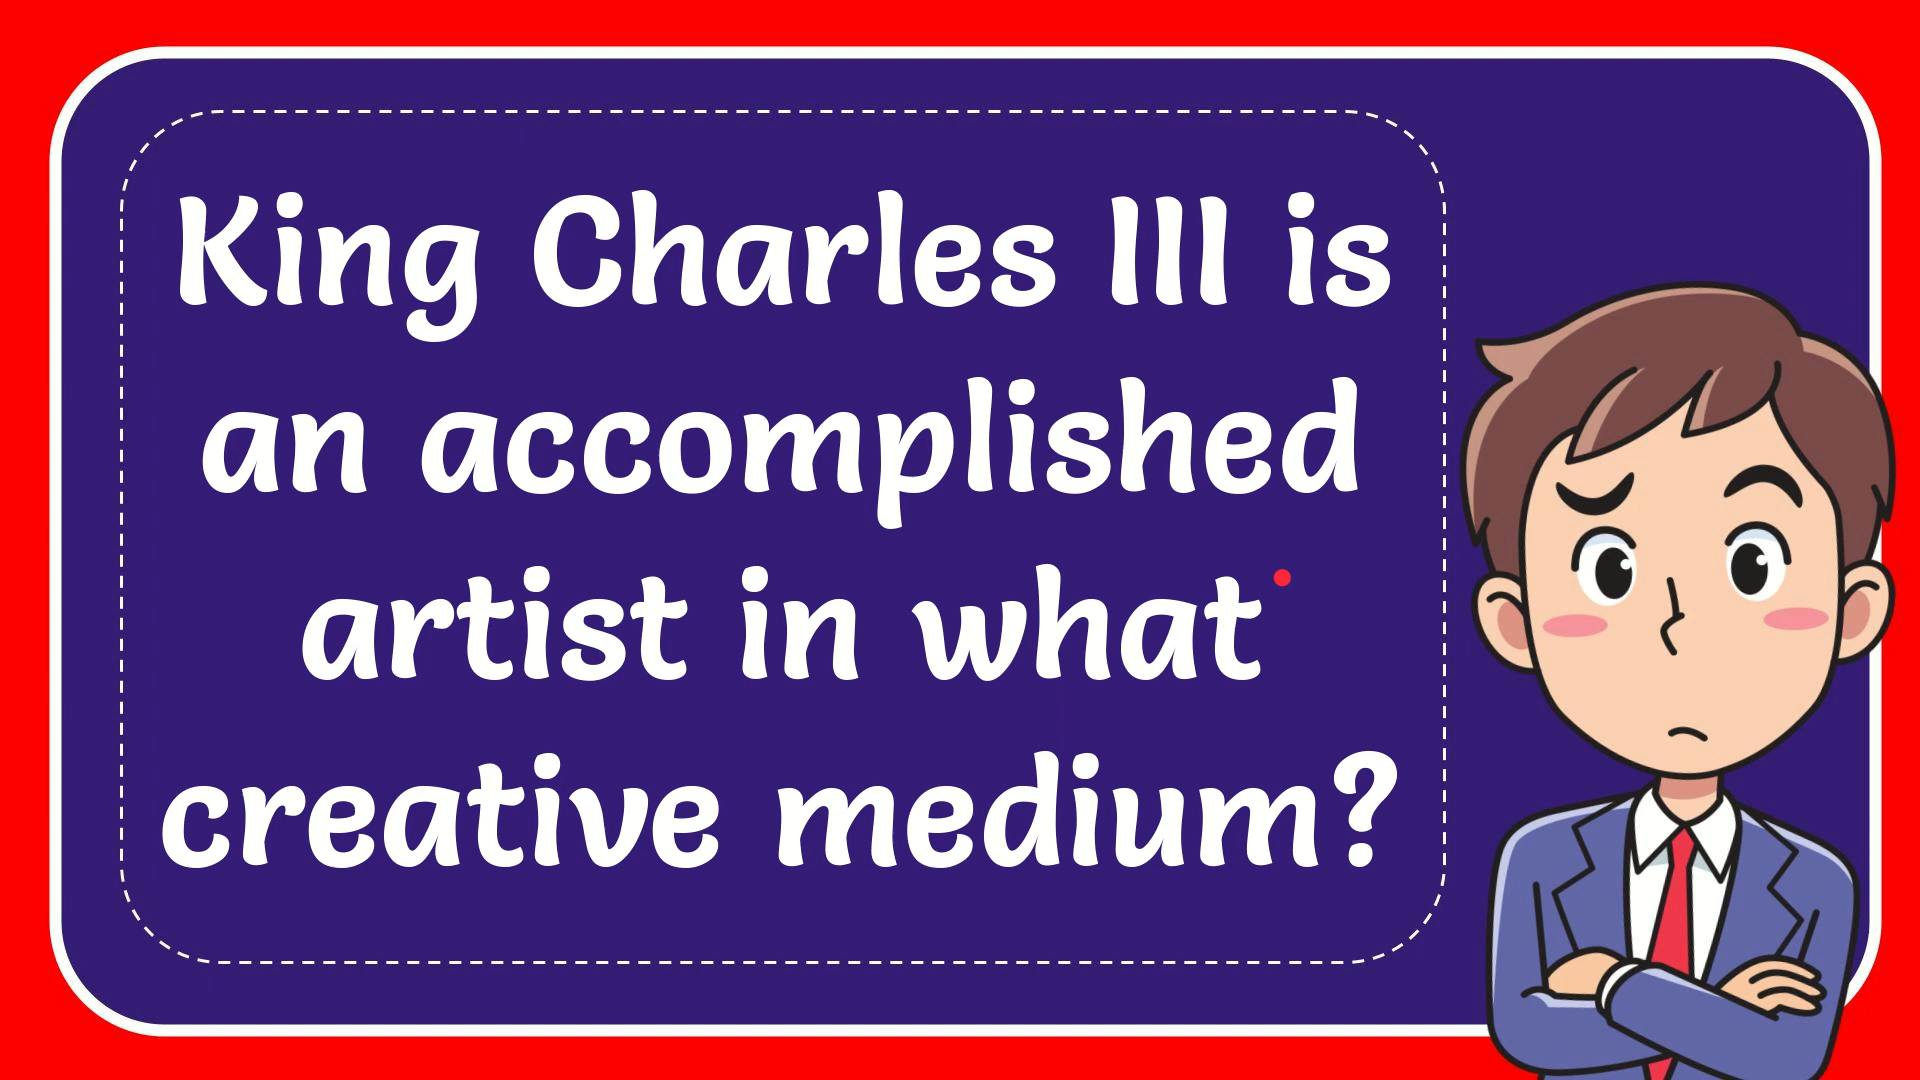 King Charles III is
an accomplished
artist in what
creative medium?